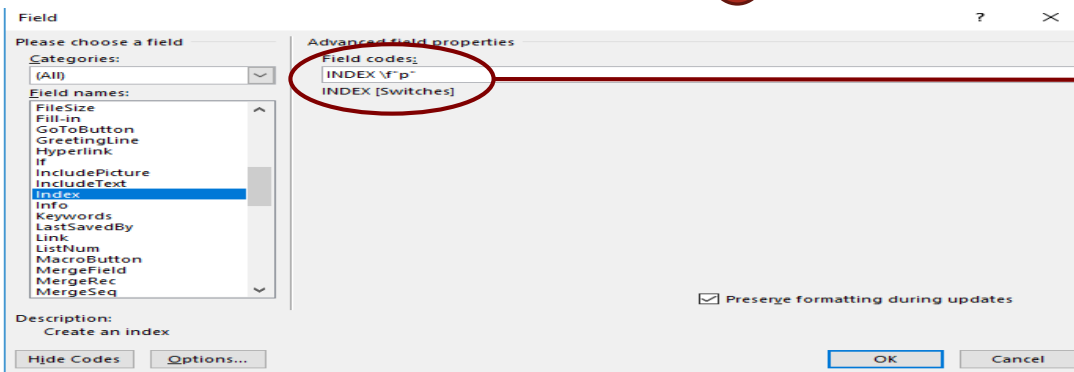 Field ? ×
Please choose a field
Categories:
(All)
Field names:
FileSize
Fill-in
GoToButton
GreetingLine
Hyperlink
If
IncludePicture
IncludeText
Index
Info
Keywords
LastSavedBy
Link
ListNum
MacroButton
MergeField
MergeRec
MergeSeq
Description:
Create an index
Hide Codes
Options...
Advanced field properties
Field codes:
INDEX \f"p"
INDEX [Switches]
Preserve formatting during updates
OK
Cancel